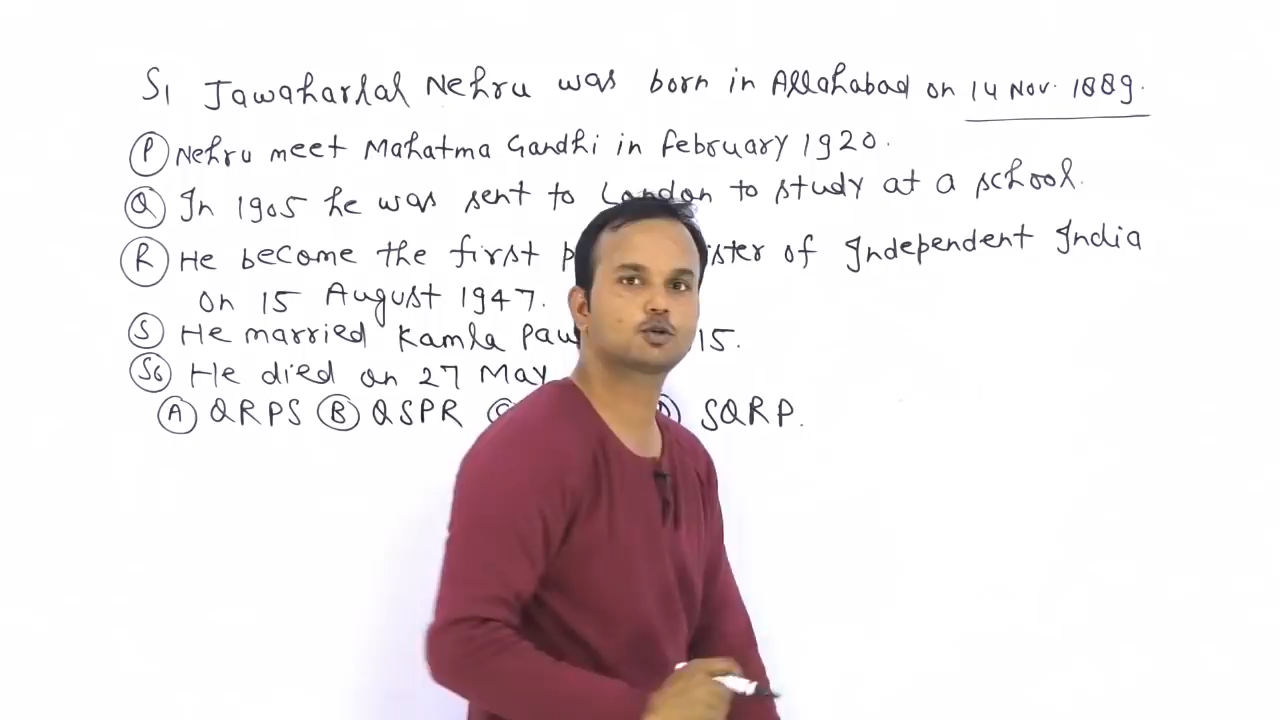 S1 Jawaharlal Nehru was born in Allahabad on 14 Nov. 1889.
P Nehru meet Mahatma Gandhi in February 1920.
Q In 1905 he was sent to London to study at a school.
R He become the first of Independent India
on 15 August 1947.
S He married Kamla 15.
S6 He died on 27 May
A QRPS B QSPR C D SQRP.